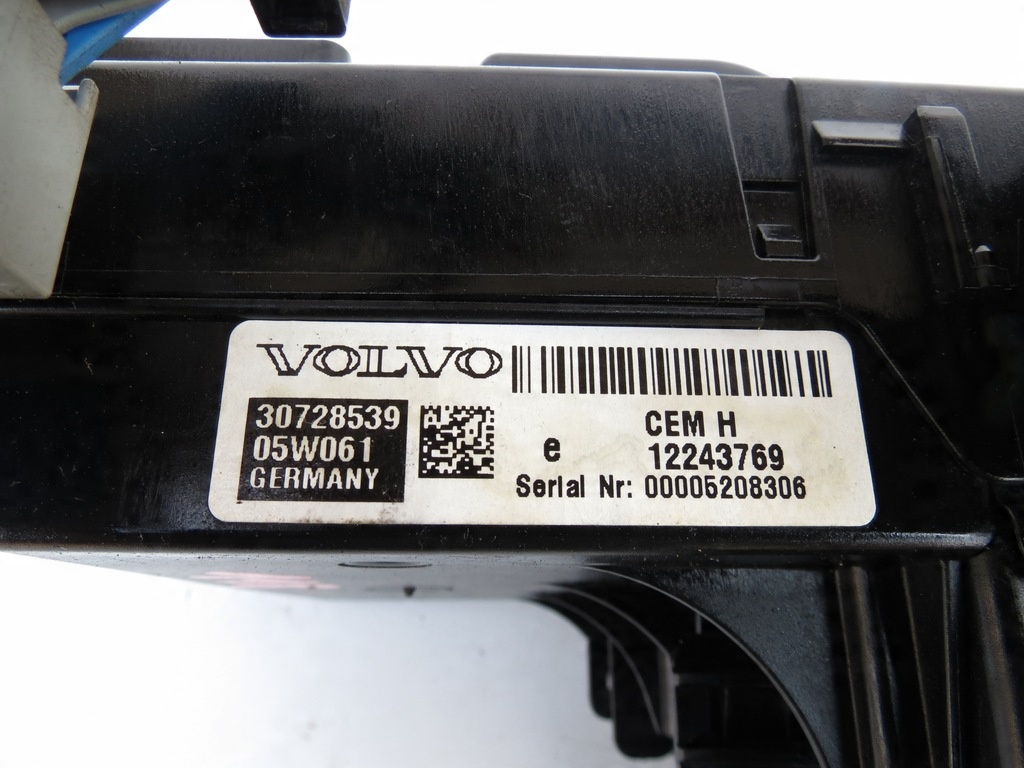 VOLVO
30728539
05W061
GERMANY
e
CEM H
12243769
Serial Nr: 00005208306